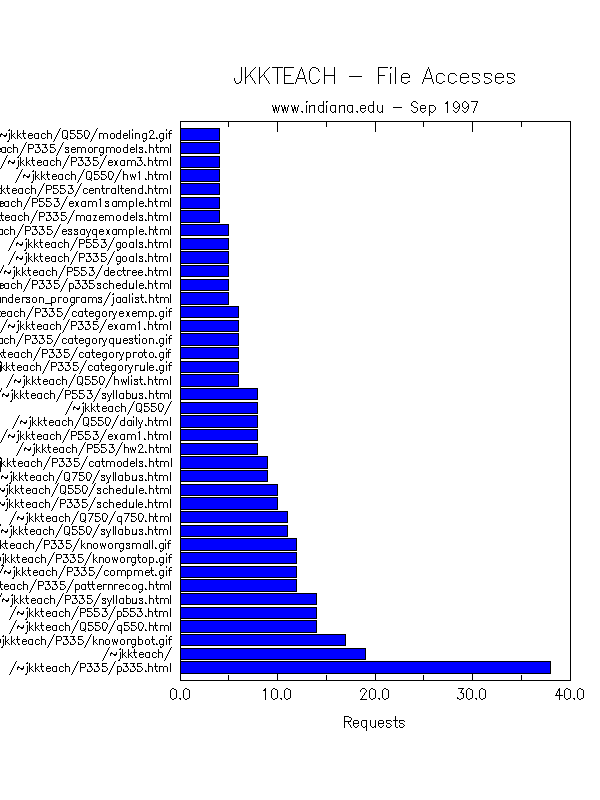 JKKTEACH – File Accesses
www.indiana.edu – Sep 1997
~jkkteach/Q550/modeling2.gif
each/P335/semorgmodels.html
/~jkkteach/P335/exam3.html
/~jkkteach/Q550/hw1.html
kteach/P553/centraltend.html
each/P553/exam1sample.html
teach/P335/mazemodels.html
ch/P335/essayqexample.html
/~jkkteach/P553/goals.html
/~jkkteach/P335/goals.html
/~jkkteach/P553/dectree.html
each/P335/p335schedule.html
nderson_programs/jaalist.html
teach/P335/categoryexemp.gif
/~jkkteach/P335/exam1.html
ch/P335/categoryquestion.gif
kteach/P335/categoryproto.gif
kkteach/P335/categoryrule.gif
/~jkkteach/Q550/hwlist.html
~jkkteach/P553/syllabus.html
/~jkkteach/Q550/
/~jkkteach/Q550/daily.html
/~jkkteach/P553/exam1.html
/~jkkteach/P553/hw2.html
kkteach/P335/catmodels.html
~jkkteach/Q750/syllabus.html
~jkkteach/Q550/schedule.html
~jkkteach/P335/schedule.html
/~jkkteach/Q750/q750.html
~jkkteach/Q550/syllabus.html
kteach/P335/knoworgsmall.gif
jkkteach/P335/knoworgtop.gif
/~jkkteach/P335/compmet.gif
teach/P335/patternrecog.html
/~jkkteach/P335/syllabus.html
/~jkkteach/P553/p553.html
/~jkkteach/Q550/q550.html
jkkteach/P335/knoworgbot.gif
/~jkkteach/
/~jkkteach/P335/p335.html
0.0 10.0 20.0 30.0 40.0
Requests